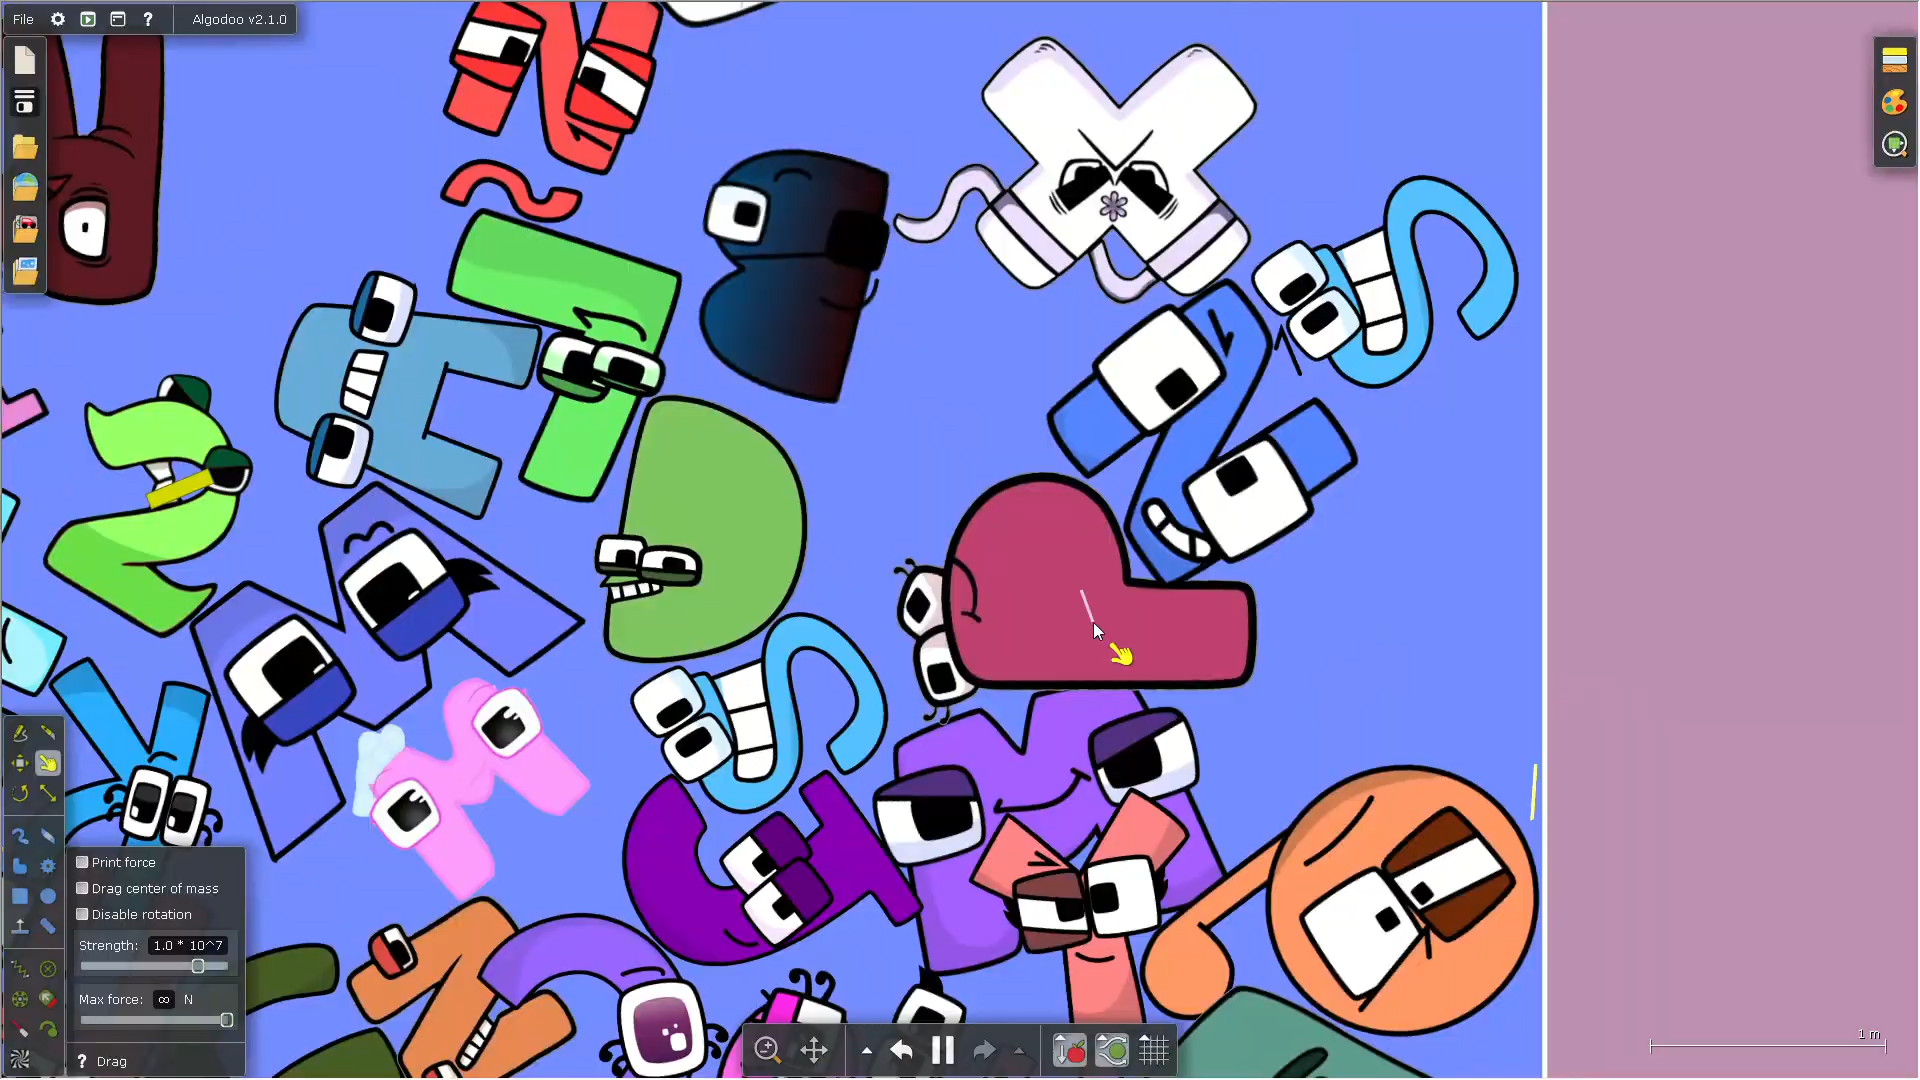 File
Algodoo v2.1.0
Print force
Drag center of mass
Disable rotation
Strength: 1.0 * 10^7
Max force: ∞ N
? Drag
1 m